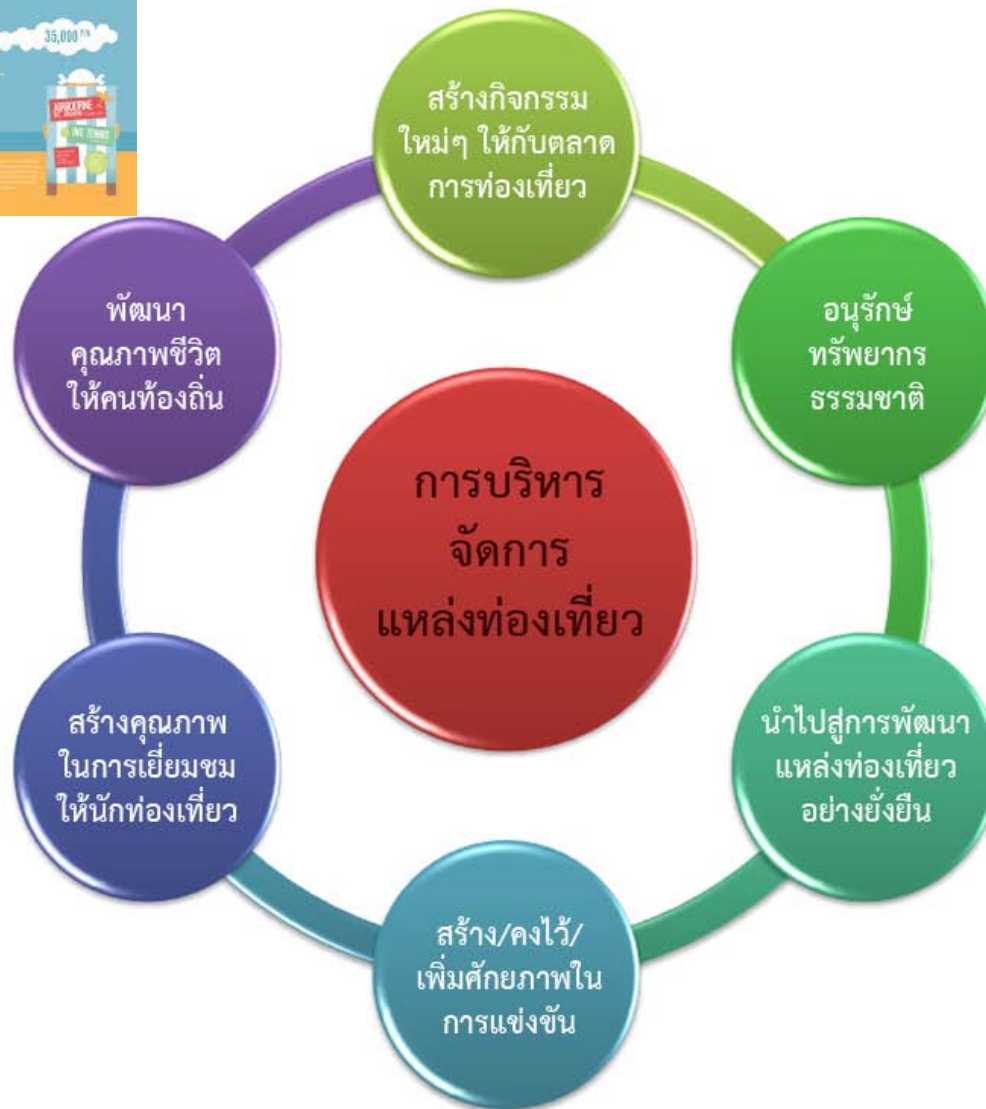 35,000
AIRBOURNE
สร้างกิจกรรม
ใหม่ๆ ให้กับตลาด
การท่องเที่ยว
อนุรักษ์
ทรัพยากร
ธรรมชาติ
นำไปสู่การพัฒนา
แหล่งท่องเที่ยว
อย่างยั่งยืน
สร้าง/คงไว้/
เพิ่มศักยภาพใน
การแข่งขัน
สร้างคุณภาพ
ในการเยี่ยมชม
ให้นักท่องเที่ยว
พัฒนา
คุณภาพชีวิต
ให้คนท้องถิ่น
การบริหาร
จัดการ
แหล่งท่องเที่ยว